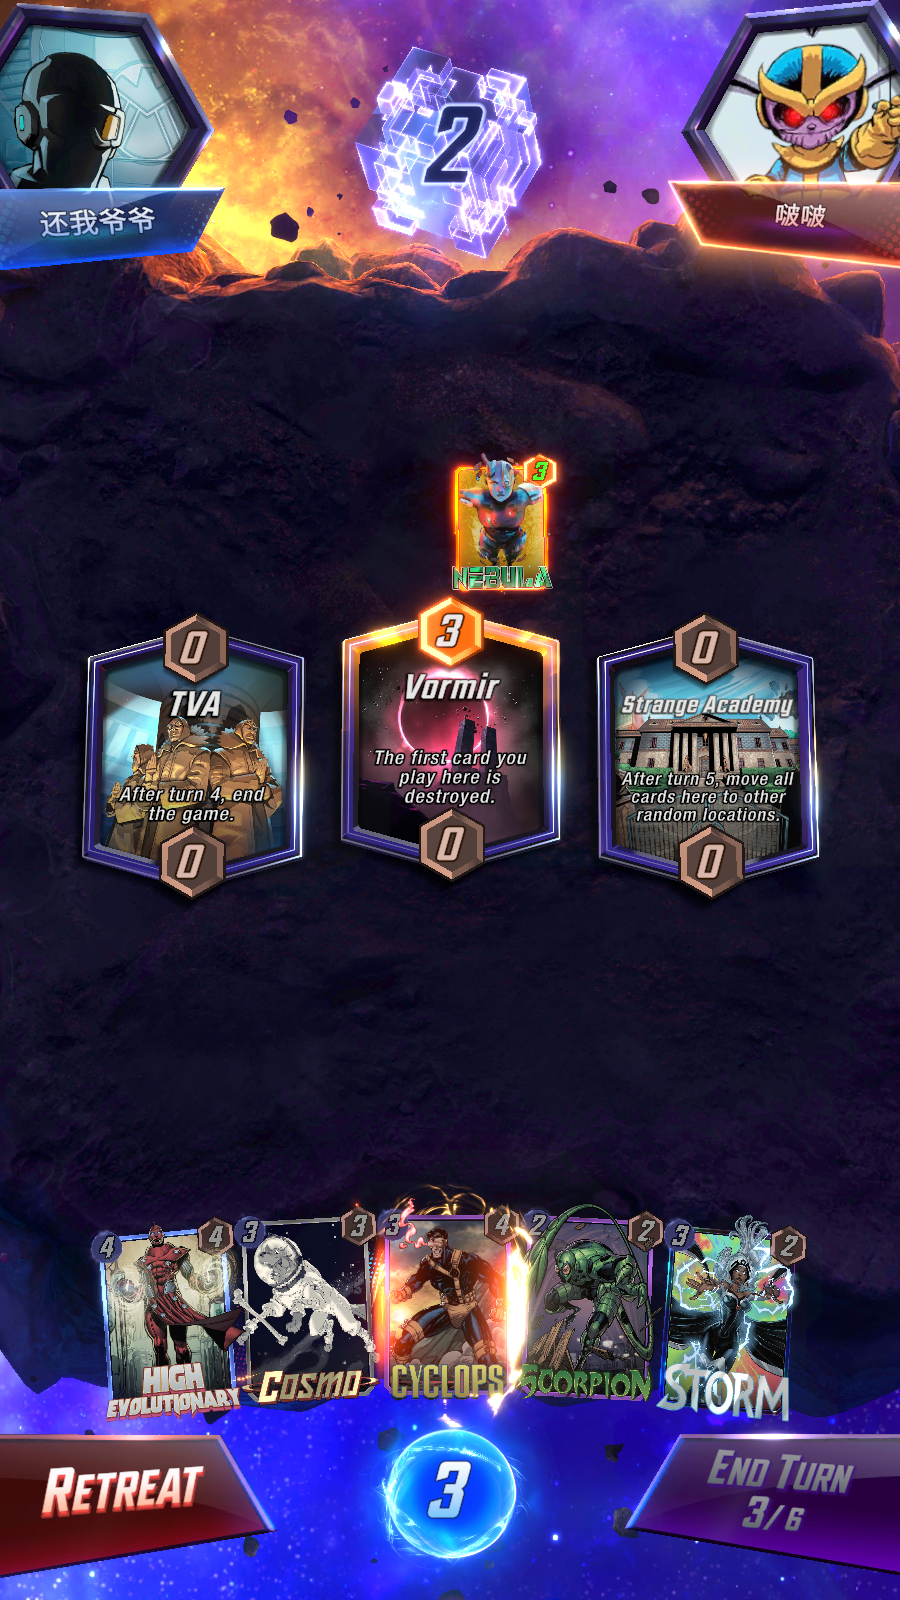 2
还我爷爷
啵啵
3
NEBULA
0
3
0
TVA
After turn 4, end
the game.
Vormir
The first card you
play here is
destroyed.
Strange Academy
After turn 5, move all
cards here to other
random locations.
0
0
0
4
4
HIGH
EVOLUTIONARY
3
3
COSMO
3
4
CYCLOPS
2
2
SCORPION
3
2
STORM
RETREAT
3
END TURN
3/6